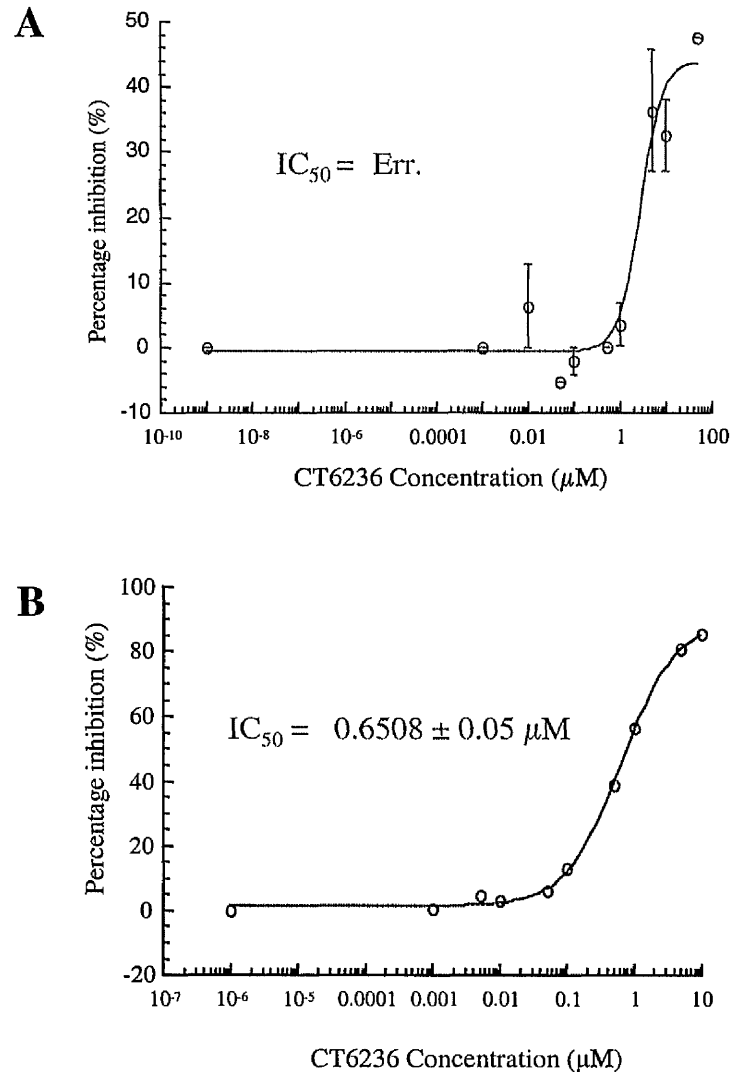 A
50
40
30
20
10
0
-10
Percentage inhibition (%)
IC50 = Err.
10-10 10-8 10-6 0.0001 0.01 1 100
CT6236 Concentration (μM)
B
100
80
60
40
20
0
-20
Percentage inhibition (%)
IC50 = 0.6508 ± 0.05 μM
10-7 10-6 10-5 0.0001 0.001 0.01 0.1 1 10
CT6236 Concentration (μM)